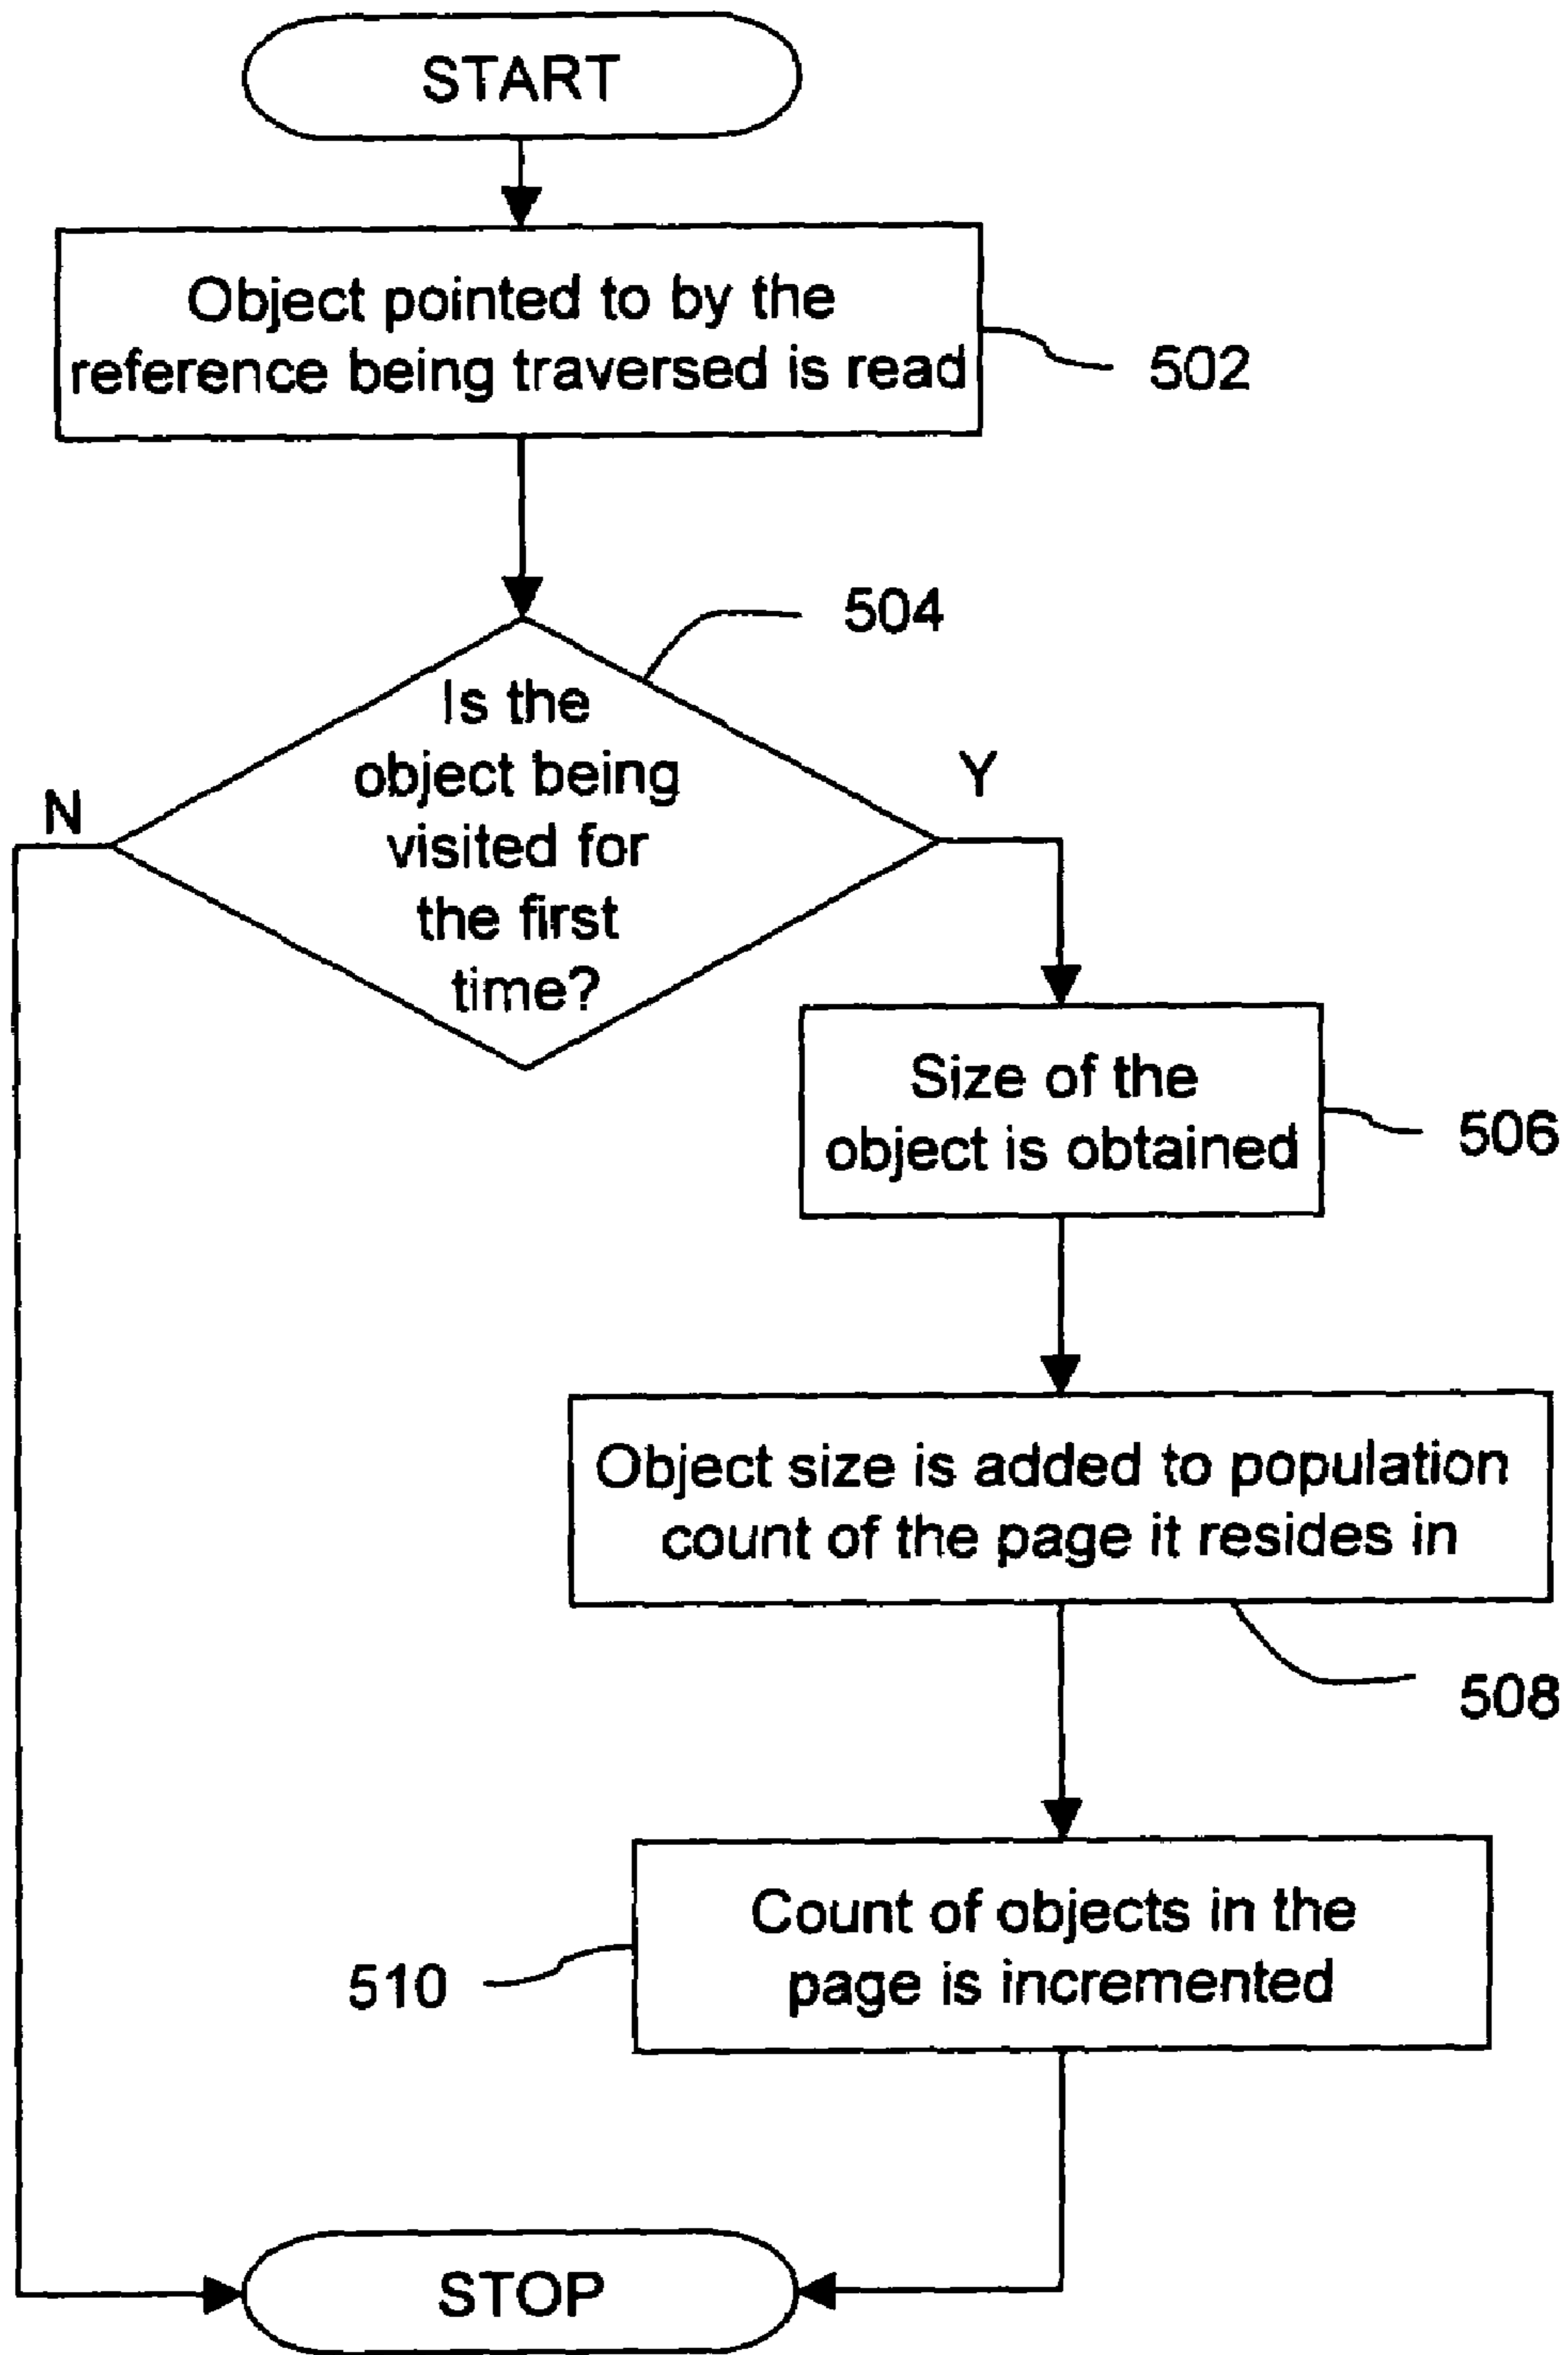 START
Object pointed to by the
reference being traversed is read
502
504
Is the
object being
visited for
the first
time?
N
Y
Size of the
object is obtained
506
Object size is added to population
count of the page it resides in
508
Count of objects in the
page is incremented
510
STOP